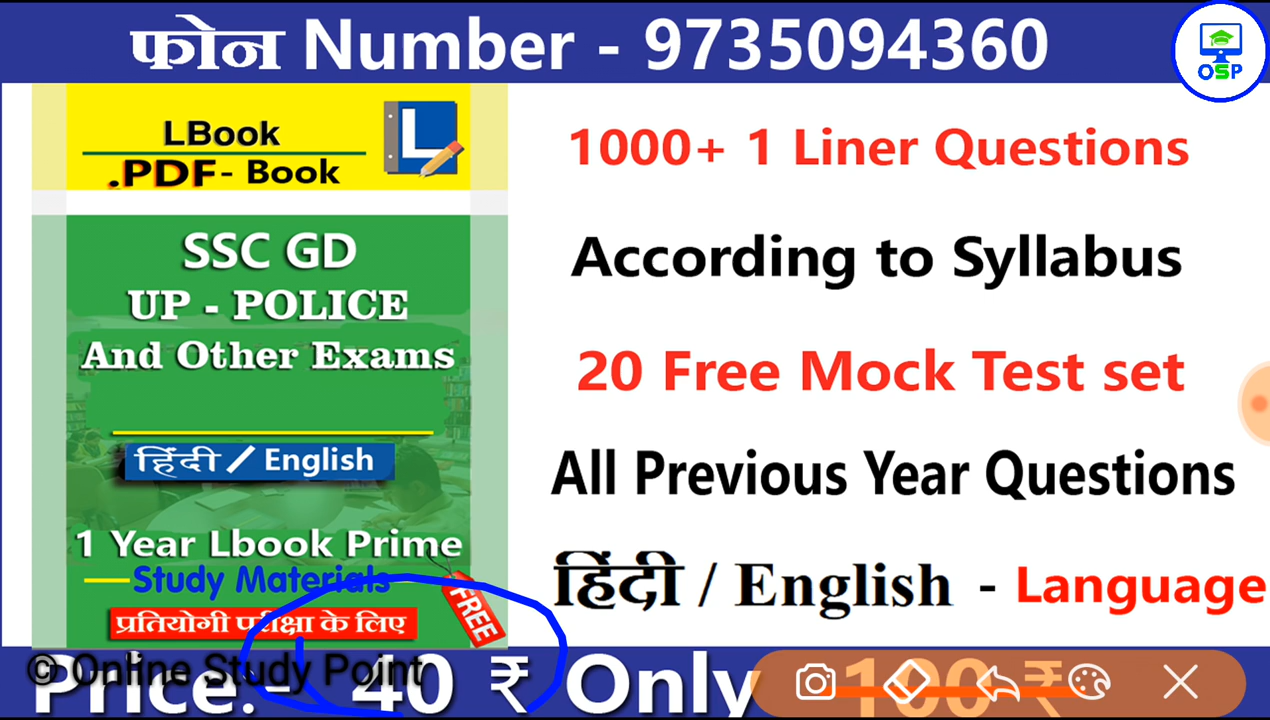 फोन Number - 9735094360
OSP
LBook
.PDF- Book
1000+ 1 Liner Questions
SSC GD
UP - POLICE
And Other Exams
According to Syllabus
20 Free Mock Test set
हिंदी / English
All Previous Year Questions
1 Year Lbook Prime
Study Materials
हिंदी / English - Language
FREE
प्रतियोगी परीक्षा के लिए
© Online Study Point
Price:- 40 ₹ Only 100 ₹